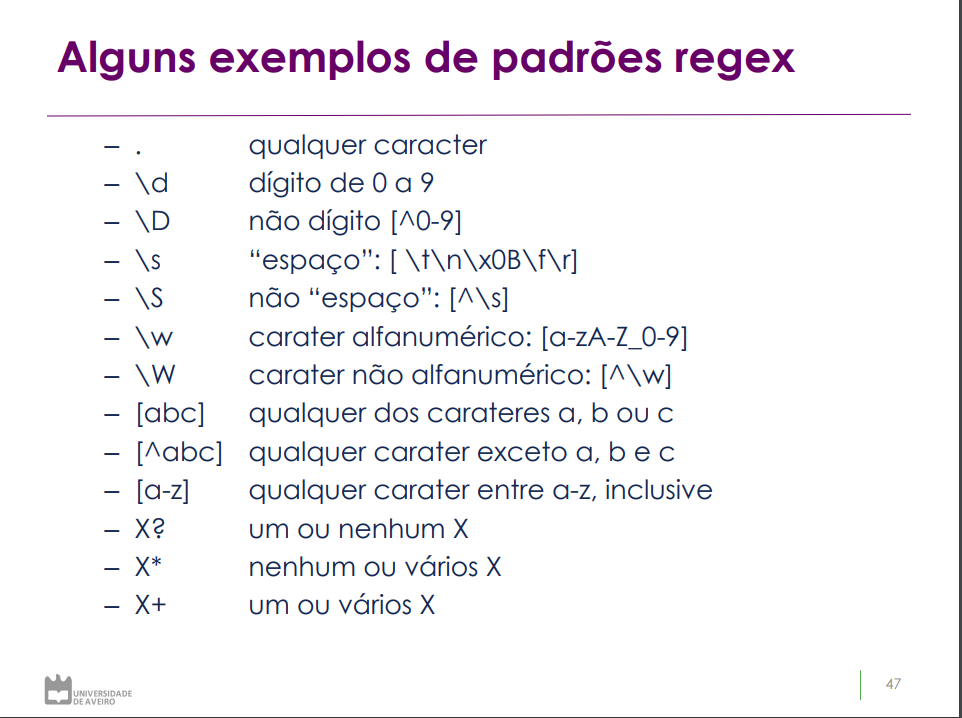 Alguns exemplos de padrões regex
– . qualquer caracter
– \d dígito de 0 a 9
– \D não dígito [^0-9]
– \s “espaço”: [ \t\n\x0B\f\r]
– \S não “espaço”: [^\s]
– \w carater alfanumérico: [a-zA-Z_0-9]
– \W carater não alfanumérico: [^\w]
– [abc] qualquer dos carateres a, b ou c
– [^abc] qualquer carater exceto a, b e c
– [a-z] qualquer carater entre a-z, inclusive
– X? um ou nenhum X
– X* nenhum ou vários X
– X+ um ou vários X
UNIVERSIDADE
DE AVEIRO
47